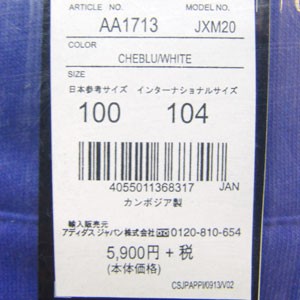 ARTICLE NO. MODEL NO.
AA1713 JXM20
COLOR
CHEBLU/WHITE
SIZE
日本参考サイズ インターナショナルサイズ
100 104
4055011368317 JAN
カンボジア製
輸入販売元
アディダス ジャパン株式会社 0120-810-654
5,900円 + 税
(本体価格)
CSJPAPPW0913/V02